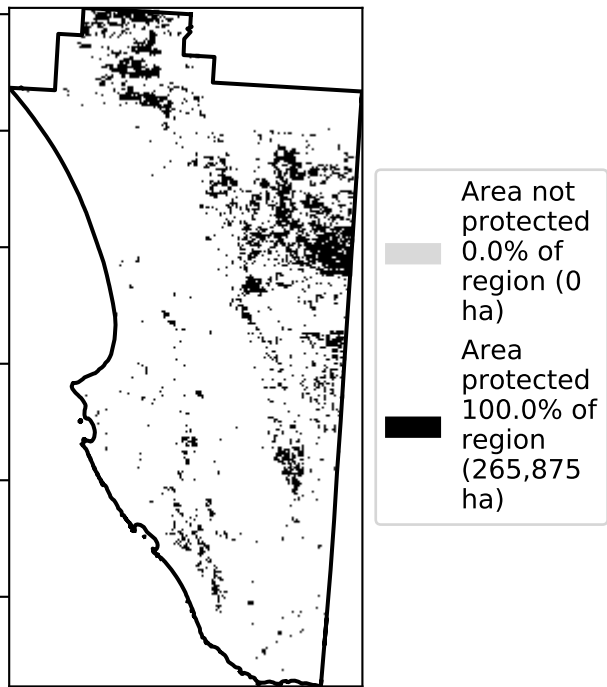 Area not
protected
0.0% of
region (0
ha)
Area
protected
100.0% of
region
(265,875
ha)